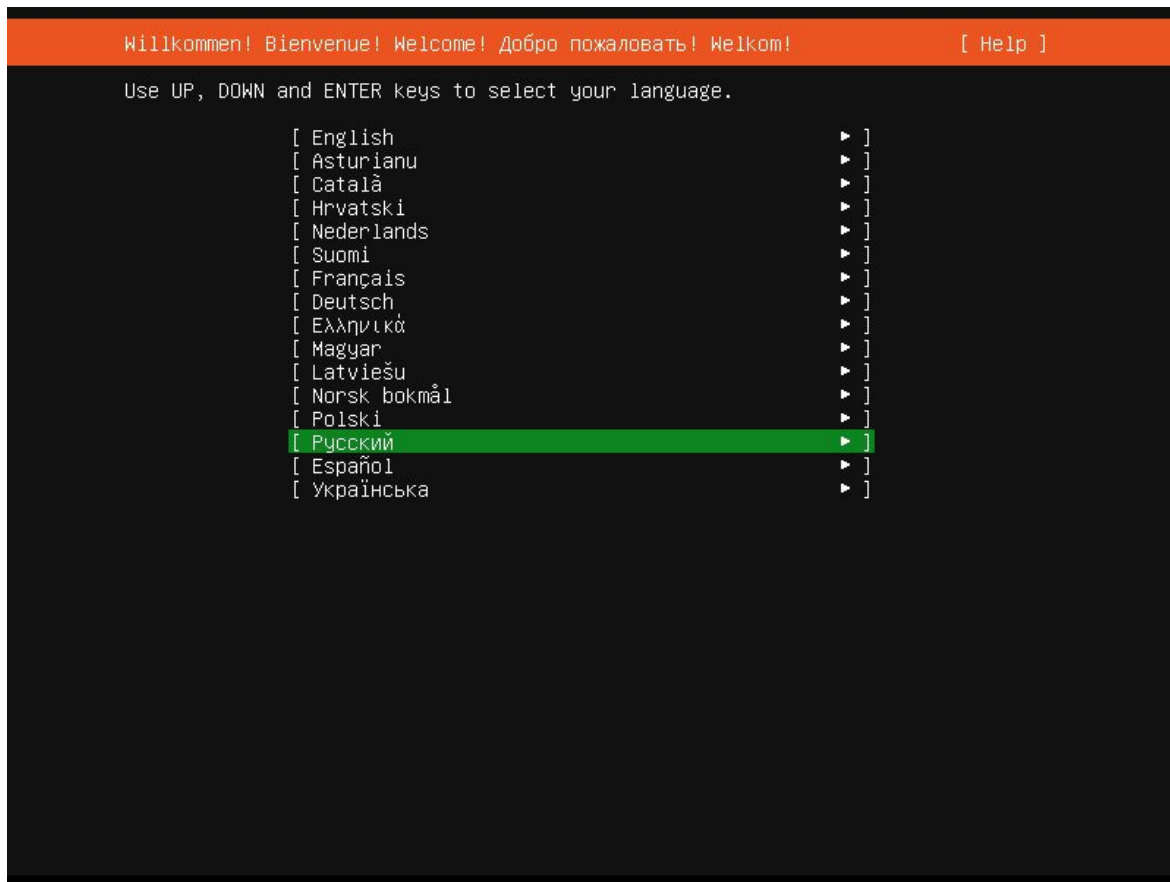 Willkommen! Bienvenue! Welcome! Добро пожаловать! Welkom! [ Help ]
Use UP, DOWN and ENTER keys to select your language.
[ English ► ]
[ Asturianu ► ]
[ Català ► ]
[ Hrvatski ► ]
[ Nederlands ► ]
[ Suomi ► ]
[ Français ► ]
[ Deutsch ► ]
[ Ελληνικά ► ]
[ Magyar ► ]
[ Latviešu ► ]
[ Norsk bokmål ► ]
[ Polski ► ]
[ Русский ► ]
[ Español ► ]
[ Українська ► ]